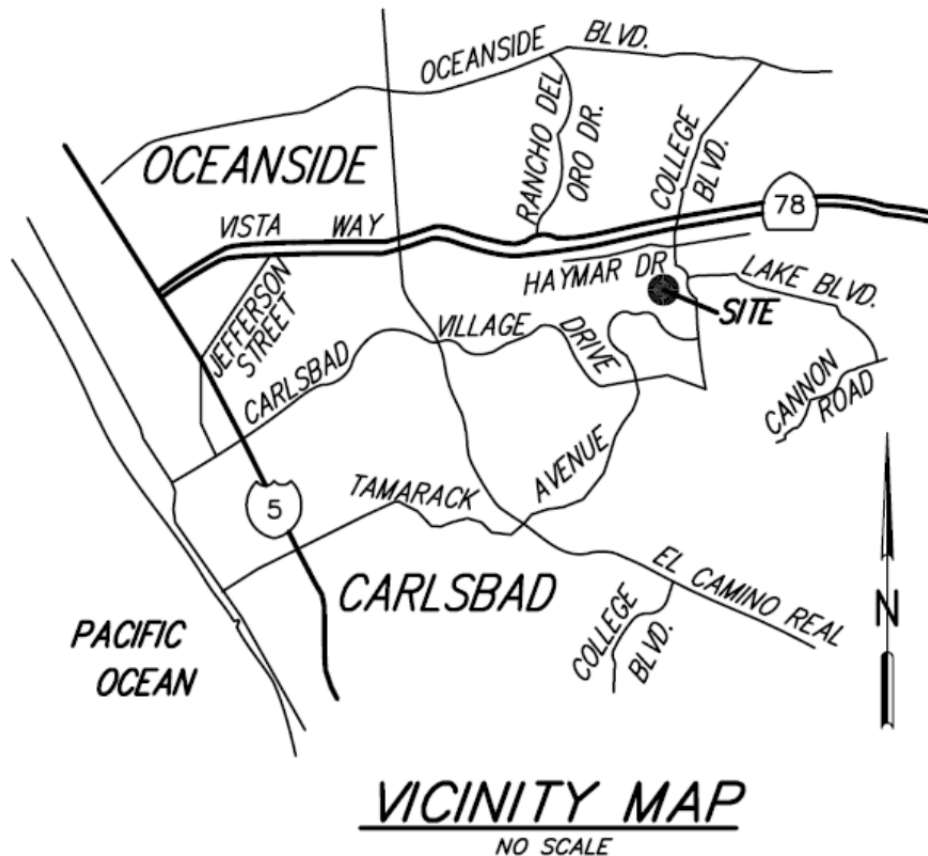 OCEANSIDE BLVD.
RANCHO DEL
ORO DR.
COLLEGE
BLVD.
OCEANSIDE
78
VISTA WAY
HAYMAR DR
LAKE BLVD.
SITE
JEFFERSON
STREET
CARLSBAD VILLAGE DRIVE
CANNON
ROAD
TAMARACK AVENUE
5
CARLSBAD
EL CAMINO REAL
COLLEGE
BLVD.
N
PACIFIC
OCEAN
VICINITY MAP
NO SCALE